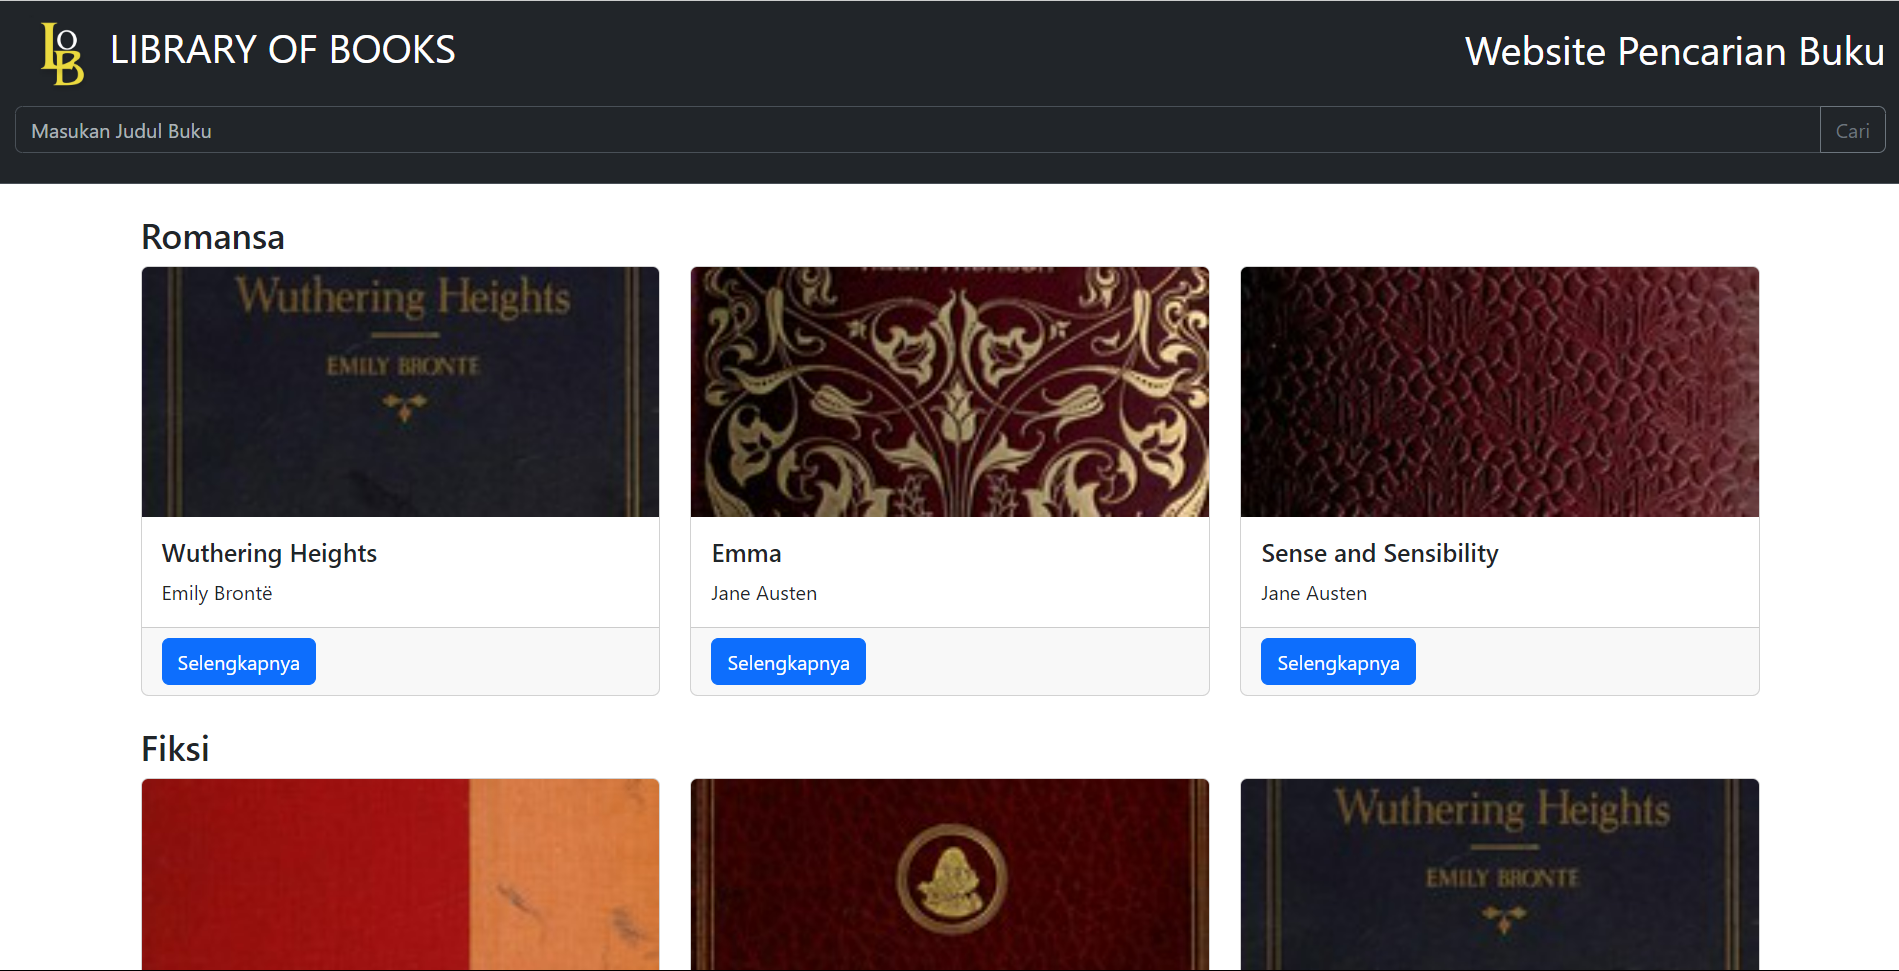 LOB LIBRARY OF BOOKS
Website Pencarian Buku
Masukan Judul Buku
Cari
Romansa
Wuthering Heights
EMILY BRONTE
Wuthering Heights
Emily Brontë
Selengkapnya
Emma
Jane Austen
Selengkapnya
Sense and Sensibility
Jane Austen
Selengkapnya
Fiksi
Wuthering Heights
EMILY BRONTE